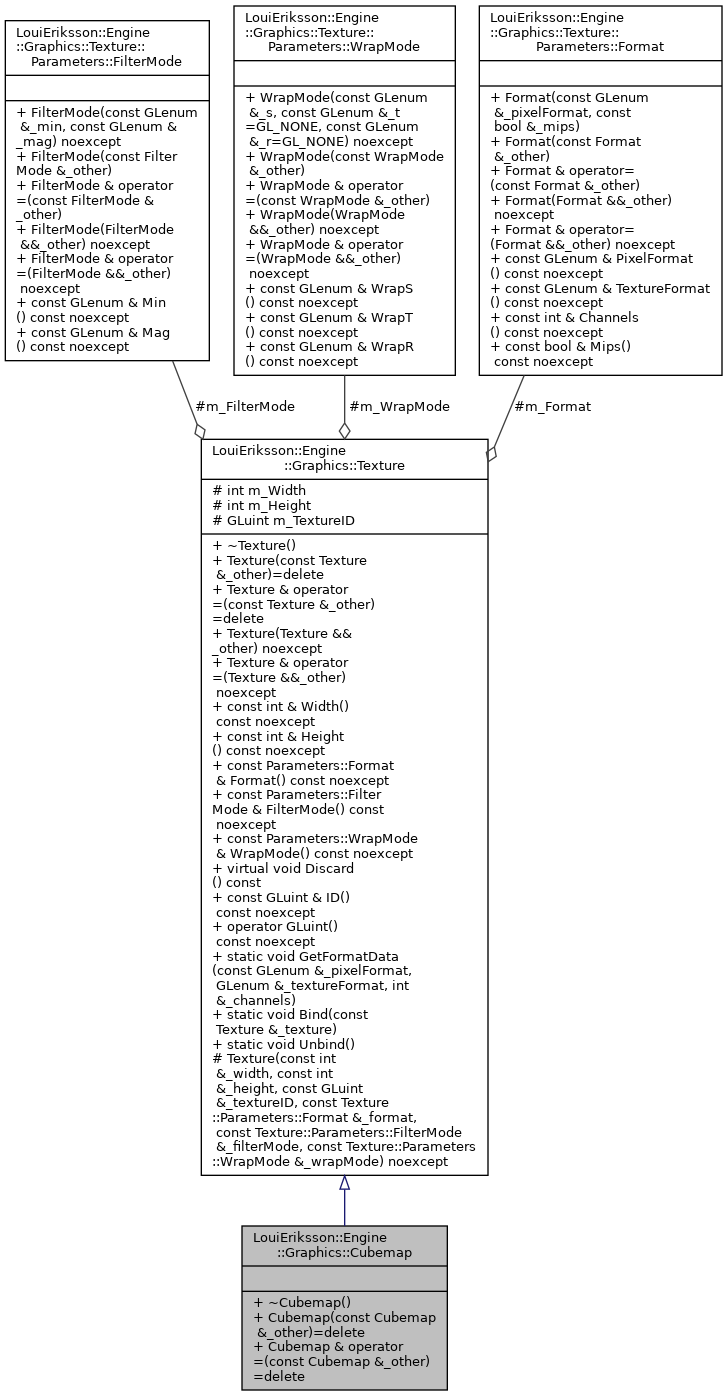 LouiEriksson::Engine
::Graphics::Texture::
Parameters::FilterMode
+ FilterMode(const GLenum
&_min, const GLenum &
_mag) noexcept
+ FilterMode(const Filter
Mode &_other)
+ FilterMode & operator
=(const FilterMode &
_other)
+ FilterMode(FilterMode
&&_other) noexcept
+ FilterMode & operator
=(FilterMode &&_other)
noexcept
+ const GLenum & Min
() const noexcept
+ const GLenum & Mag
() const noexcept
LouiEriksson::Engine
::Graphics::Texture::
Parameters::WrapMode
+ WrapMode(const GLenum
&_s, const GLenum &_t
=GL_NONE, const GLenum
&_r=GL_NONE) noexcept
+ WrapMode(const WrapMode
&_other)
+ WrapMode & operator
=(const WrapMode &_other)
+ WrapMode(WrapMode
&&_other) noexcept
+ WrapMode & operator
=(WrapMode &&_other)
noexcept
+ const GLenum & WrapS
() const noexcept
+ const GLenum & WrapT
() const noexcept
+ const GLenum & WrapR
() const noexcept
LouiEriksson::Engine
::Graphics::Texture::
Parameters::Format
+ Format(const GLenum
&_pixelFormat, const
bool &_mips)
+ Format(const Format
&_other)
+ Format & operator=
(const Format &_other)
+ Format(Format &&_other)
noexcept
+ Format & operator=
(Format &&_other) noexcept
+ const GLenum & PixelFormat
() const noexcept
+ const GLenum & TextureFormat
() const noexcept
+ const int & Channels
() const noexcept
+ const bool & Mips()
const noexcept
#m_FilterMode
#m_WrapMode
#m_Format
LouiEriksson::Engine
::Graphics::Texture
# int m_Width
# int m_Height
# GLuint m_TextureID
+ ~Texture()
+ Texture(const Texture
&_other)=delete
+ Texture & operator
=(const Texture &_other)
=delete
+ Texture(Texture &&
_other) noexcept
+ Texture & operator
=(Texture &&_other)
noexcept
+ const int & Width()
const noexcept
+ const int & Height
() const noexcept
+ const Parameters::Format
& Format() const noexcept
+ const Parameters::Filter
Mode & FilterMode() const
noexcept
+ const Parameters::WrapMode
& WrapMode() const noexcept
+ virtual void Discard
() const
+ const GLuint & ID()
const noexcept
+ operator GLuint()
const noexcept
+ static void GetFormatData
(const GLenum &_pixelFormat,
GLenum &_textureFormat, int
&_channels)
+ static void Bind(const
Texture &_texture)
+ static void Unbind()
# Texture(const int
&_width, const int
&_height, const GLuint
&_textureID, const Texture
::Parameters::Format &_format,
const Texture::Parameters::FilterMode
&_filterMode, const Texture::Parameters
::WrapMode &_wrapMode) noexcept
LouiEriksson::Engine
::Graphics::Cubemap
+ ~Cubemap()
+ Cubemap(const Cubemap
&_other)=delete
+ Cubemap & operator
=(const Cubemap &_other)
=delete